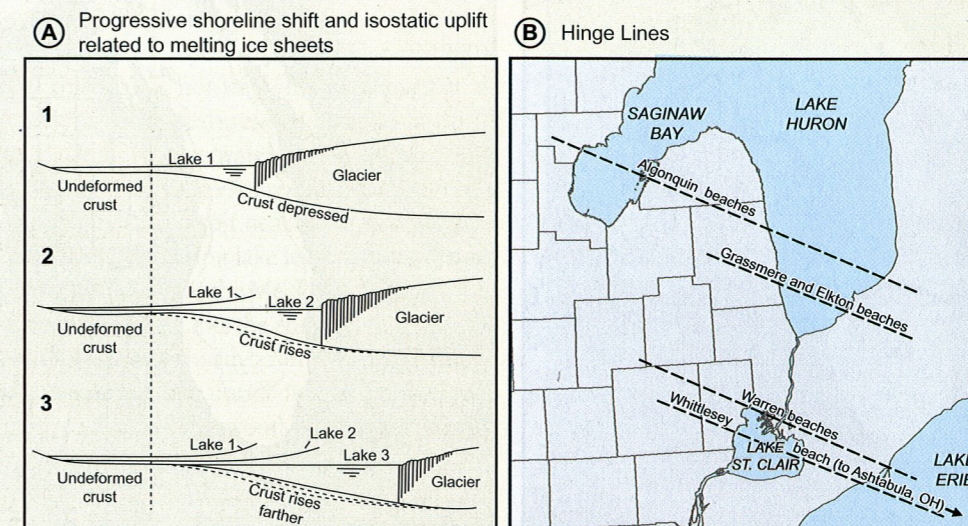 A Progressive shoreline shift and isostatic uplift
related to melting ice sheets
1
Lake 1
Glacier
Undeformed
crust
Crust depressed
2
Lake 1
Lake 2
Glacier
Undeformed
crust
Crust rises
3
Lake 1
Lake 2
Lake 3
Glacier
Undeformed
crust
Crust rises
farther
B Hinge Lines
SAGINAW
BAY
LAKE
HURON
Algonquin beaches
Grassmere and Elkton beaches
Warren beaches
Whittlesey beach (to Ashtabula, OH)
LAKE
ST. CLAIR
LAKE
ERIE